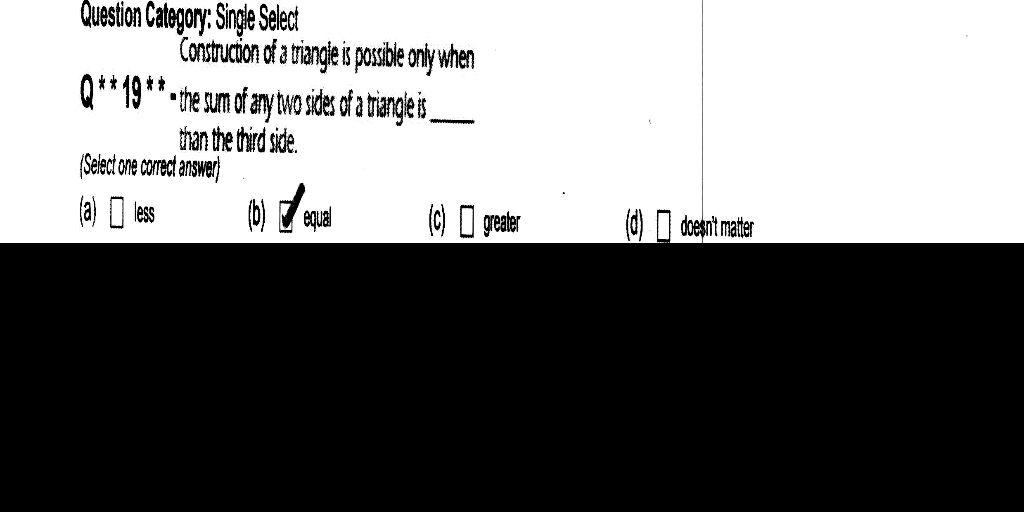 Question Category: Single Select
Construction of a triangle is possible only when
Q**19** - the sum of any two sides of a triangle is ____
than the third side.
(Select one correct answer)
(a) ☐ less (b) ☑ equal (c) ☐ greater (d) ☐ doesn't matter